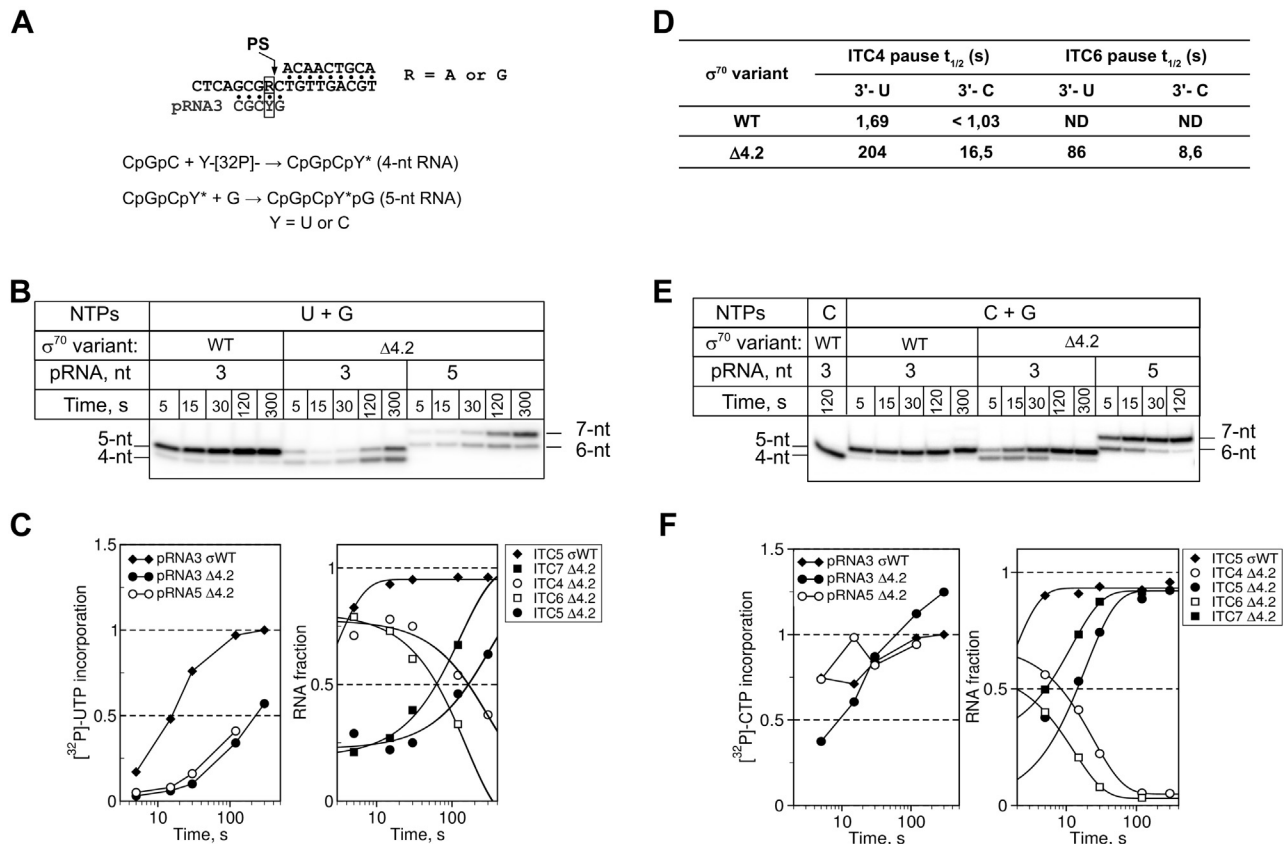 A
PS
ACAACTGCA
CTCAGCGRCTGTTGACGT
R = A or G
pRNA3 CGCYG
CpGpC + Y-[32P]- → CpGpCpY* (4-nt RNA)
CpGpCpY* + G → CpGpCpY*pG (5-nt RNA)
Y = U or C
D
σ70 variant
ITC4 pause t1/2 (s)
ITC6 pause t1/2 (s)
3'- U
3'- C
3'- U
3'- C
WT
1,69
< 1,03
ND
ND
Δ4.2
204
16,5
86
8,6
B
NTPs
U + G
σ70 variant:
WT
Δ4.2
pRNA, nt
3
3
5
Time, s
5
15
30
120
300
5
15
30
120
300
5
15
30
120
300
5-nt
4-nt
7-nt
6-nt
E
NTPs
C
C + G
σ70 variant:
WT
WT
Δ4.2
pRNA, nt
3
3
3
5
Time, s
120
5
15
30
120
300
5
15
30
120
300
5
15
30
120
5-nt
4-nt
7-nt
6-nt
C
1.5
1
0.5
0
[32P]-UTP incorporation
pRNA3 σWT
pRNA3 Δ4.2
pRNA5 Δ4.2
10
100
Time, s
1
0.5
0
RNA fraction
10
100
Time, s
ITC5 σWT
ITC7 Δ4.2
ITC4 Δ4.2
ITC6 Δ4.2
ITC5 Δ4.2
F
1.5
1
0.5
0
[32P]-CTP incorporation
pRNA3 σWT
pRNA3 Δ4.2
pRNA5 Δ4.2
10
100
Time, s
1
0.5
0
RNA fraction
10
100
Time, s
ITC5 σWT
ITC4 Δ4.2
ITC5 Δ4.2
ITC6 Δ4.2
ITC7 Δ4.2